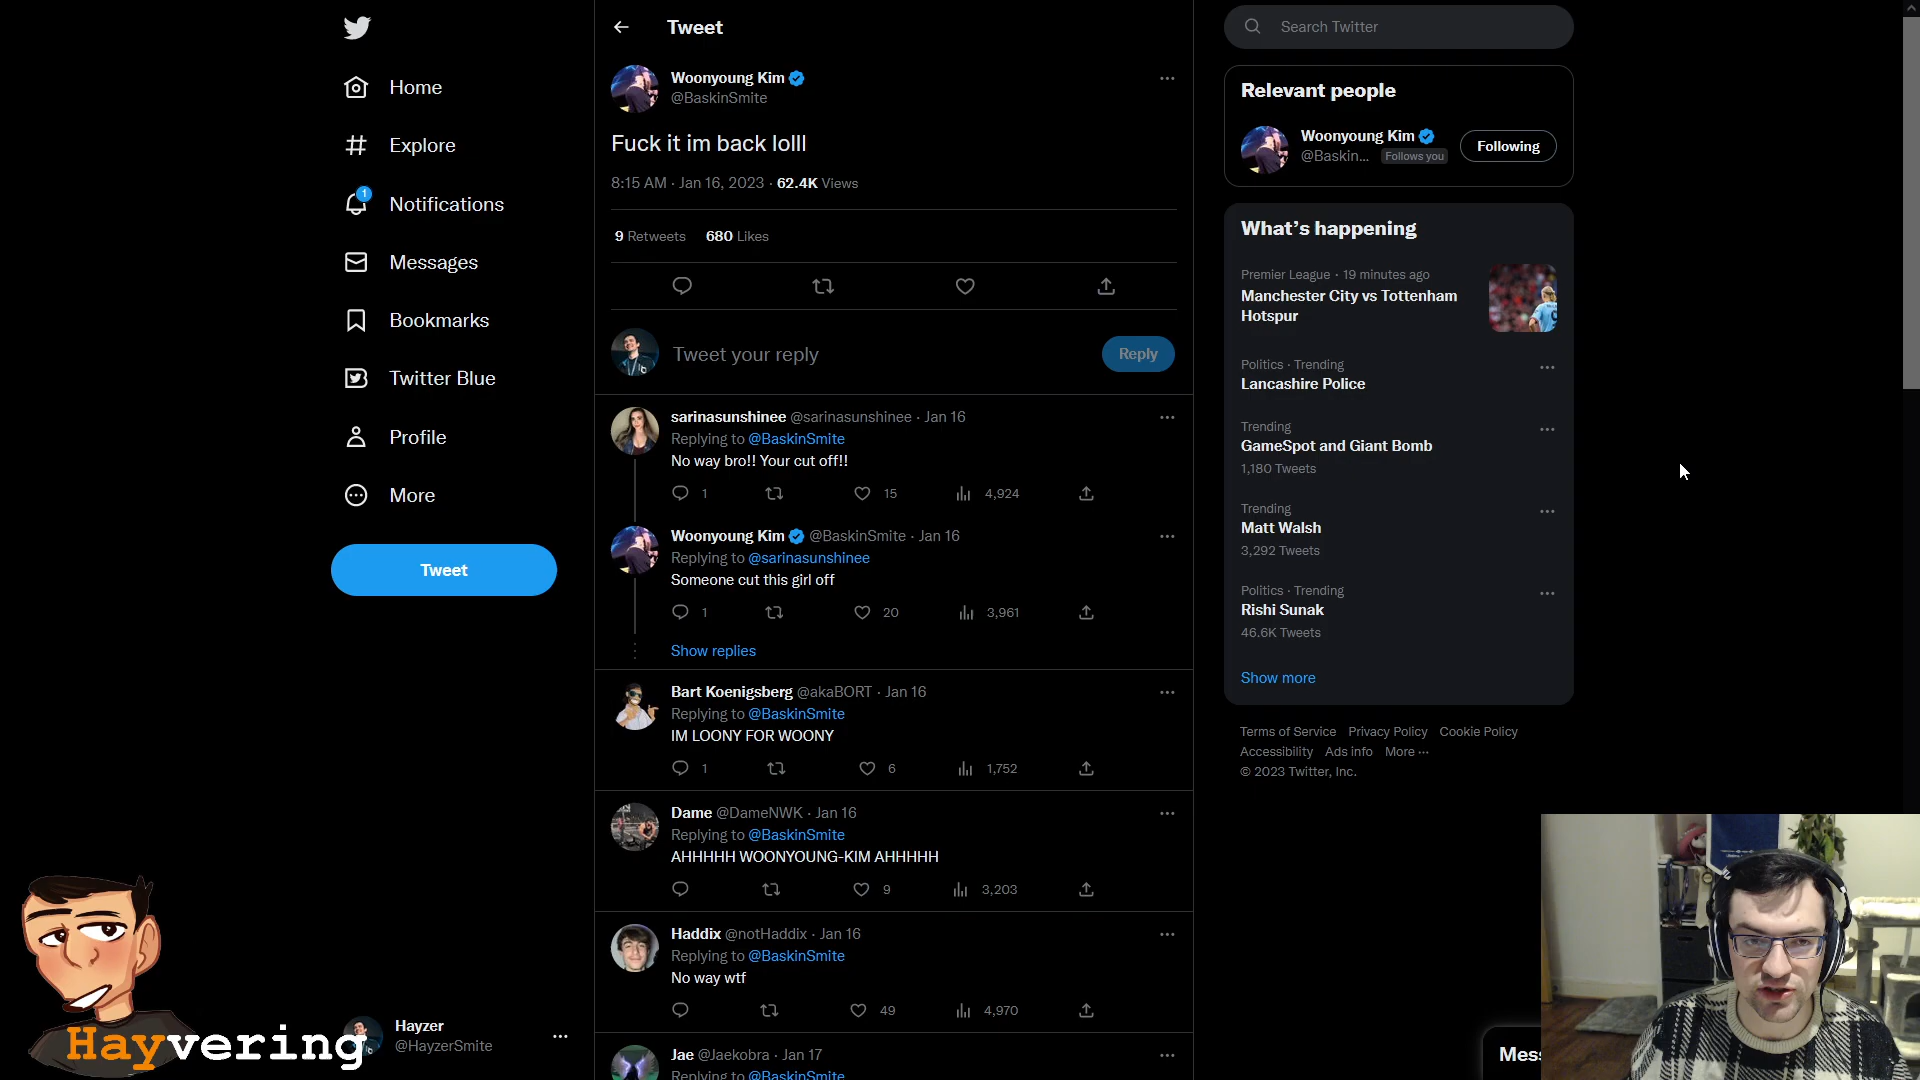 Home
Explore
1
Notifications
Messages
Bookmarks
Twitter Blue
Profile
More
Tweet
Hayzer
@HayzerSmite
Hayvering
Tweet
Woonyoung Kim
@BaskinSmite
Fuck it im back lolll
8:15 AM · Jan 16, 2023 · 62.4K Views
9 Retweets 680 Likes
Tweet your reply
Reply
sarinasunshinee @sarinasunshinee · Jan 16
Replying to @BaskinSmite
No way bro!! Your cut off!!
1 15 4,924
Woonyoung Kim @BaskinSmite · Jan 16
Replying to @sarinasunshinee
Someone cut this girl off
1 20 3,961
Show replies
Bart Koenigsberg @akaBORT · Jan 16
Replying to @BaskinSmite
IM LOONY FOR WOONY
1 6 1,752
Dame @DameNWK · Jan 16
Replying to @BaskinSmite
AHHHHH WOONYOUNG-KIM AHHHHH
9 3,203
Haddix @notHaddix · Jan 16
Replying to @BaskinSmite
No way wtf
49 4,970
Jae @Jaekobra · Jan 17
Replying to @BaskinSmite
Search Twitter
Relevant people
Woonyoung Kim
@Baskin... Follows you
Following
What's happening
Premier League · 19 minutes ago
Manchester City vs Tottenham
Hotspur
Politics · Trending
Lancashire Police
Trending
GameSpot and Giant Bomb
1,180 Tweets
Trending
Matt Walsh
3,292 Tweets
Politics · Trending
Rishi Sunak
46.6K Tweets
Show more
Terms of Service Privacy Policy Cookie Policy
Accessibility Ads info More ···
© 2023 Twitter, Inc.
Mess